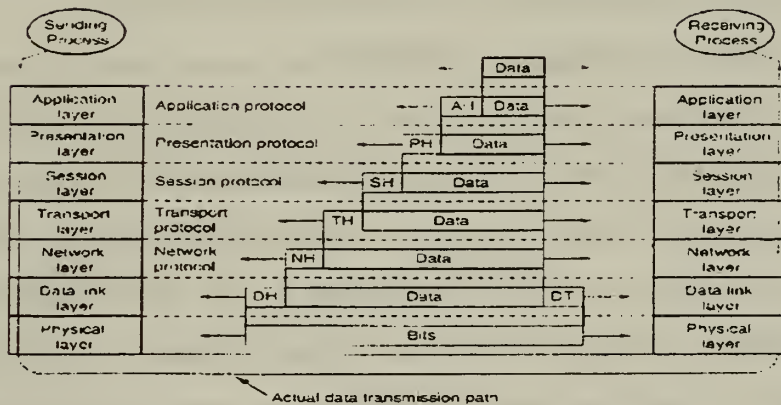 Sending
Process
Receiving
Process
Data
Application
layer
Application protocol
AH
Data
Application
layer
Presentation
layer
Presentation protocol
PH
Data
Presentation
layer
Session
layer
Session protocol
SH
Data
Session
layer
Transport
layer
Transport
protocol
TH
Data
Transport
layer
Network
layer
Network
protocol
NH
Data
Network
layer
Data link
layer
DH
Data
DT
Data link
layer
Physical
layer
Bits
Physical
layer
Actual data transmission path